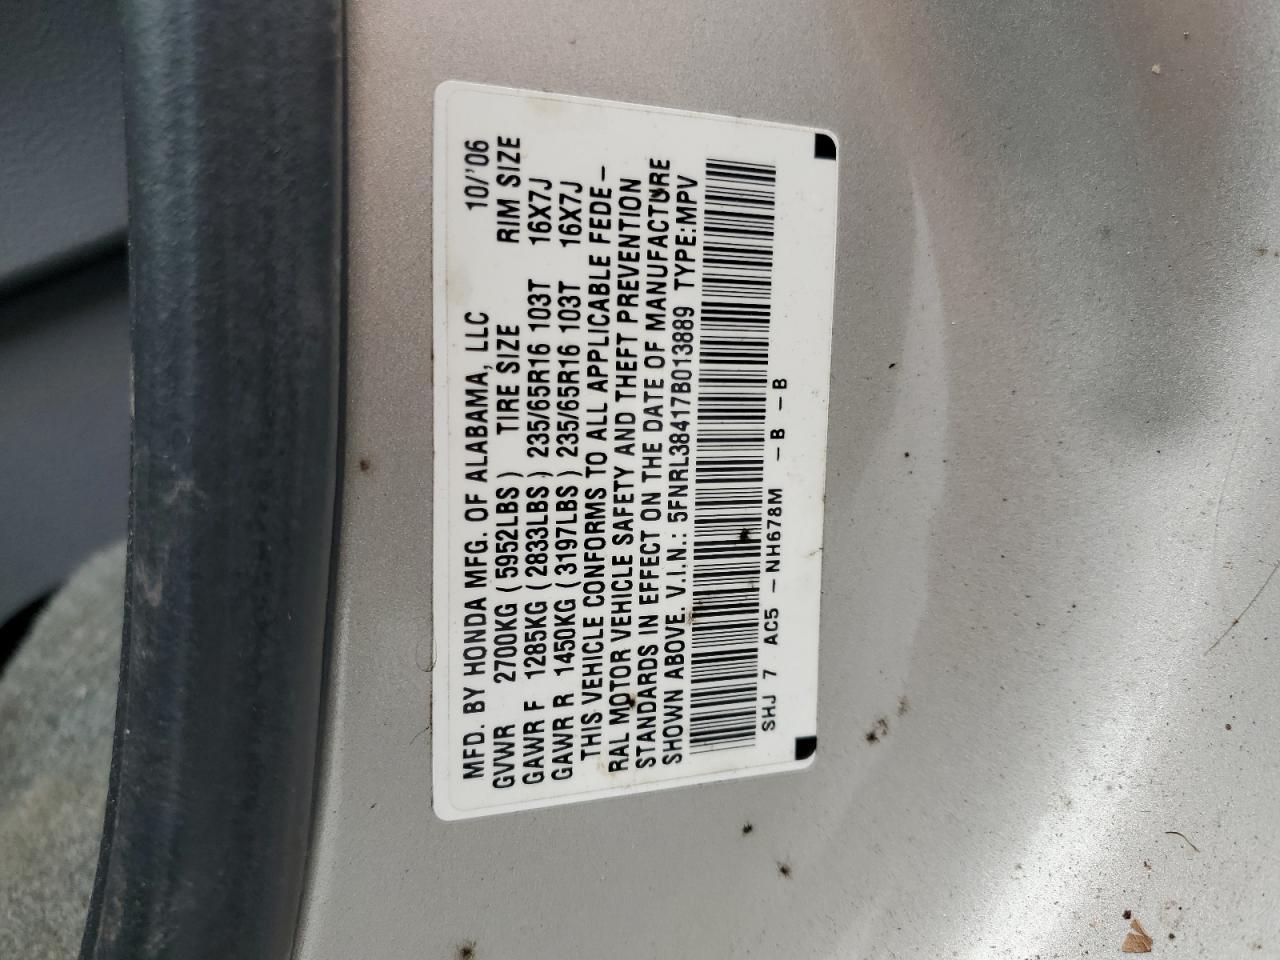 MFD. BY HONDA MFG. OF ALABAMA, LLC 10/'06
GVWR 2700KG (5952LBS) TIRE SIZE RIM SIZE
GAWR F 1285KG (2833LBS) 235/65R16 103T 16X7J
GAWR R 1450KG (3197LBS) 235/65R16 103T 16X7J
THIS VEHICLE CONFORMS TO ALL APPLICABLE FEDE-
RAL MOTOR VEHICLE SAFETY AND THEFT PREVENTION
STANDARDS IN EFFECT ON THE DATE OF MANUFACTURE
SHOWN ABOVE. V.I.N.: 5FNRL38417B013889 TYPE:MPV
SHJ 7 AC5 -NH678M -B -B